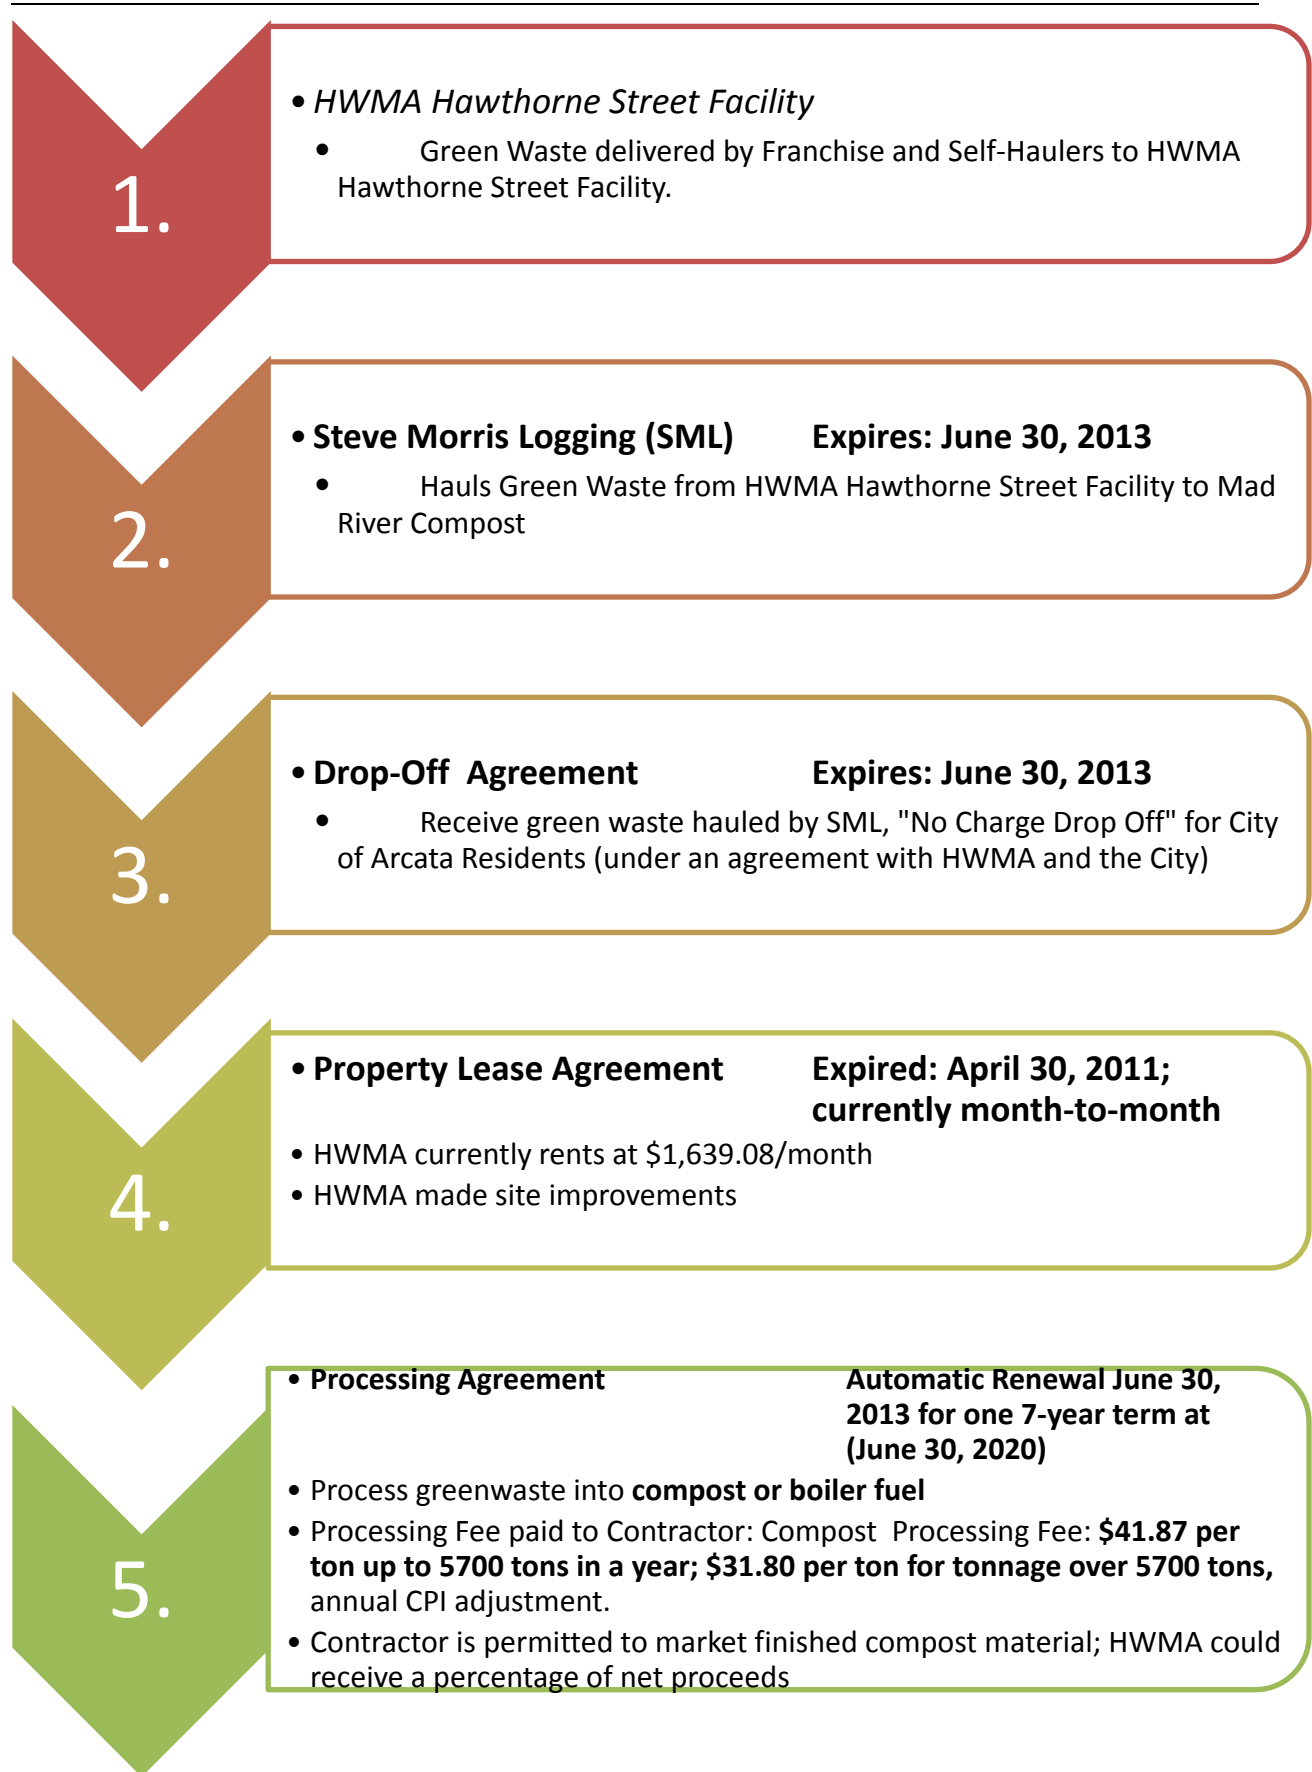 1.
• HWMA Hawthorne Street Facility
• Green Waste delivered by Franchise and Self-Haulers to HWMA
Hawthorne Street Facility.
2.
• Steve Morris Logging (SML) Expires: June 30, 2013
• Hauls Green Waste from HWMA Hawthorne Street Facility to Mad
River Compost
3.
• Drop-Off Agreement Expires: June 30, 2013
• Receive green waste hauled by SML, "No Charge Drop Off" for City
of Arcata Residents (under an agreement with HWMA and the City)
4.
• Property Lease Agreement Expired: April 30, 2011;
currently month-to-month
• HWMA currently rents at $1,639.08/month
• HWMA made site improvements
5.
• Processing Agreement Automatic Renewal June 30,
2013 for one 7-year term at
(June 30, 2020)
• Process greenwaste into compost or boiler fuel
• Processing Fee paid to Contractor: Compost Processing Fee: $41.87 per
ton up to 5700 tons in a year; $31.80 per ton for tonnage over 5700 tons,
annual CPI adjustment.
• Contractor is permitted to market finished compost material; HWMA could
receive a percentage of net proceeds